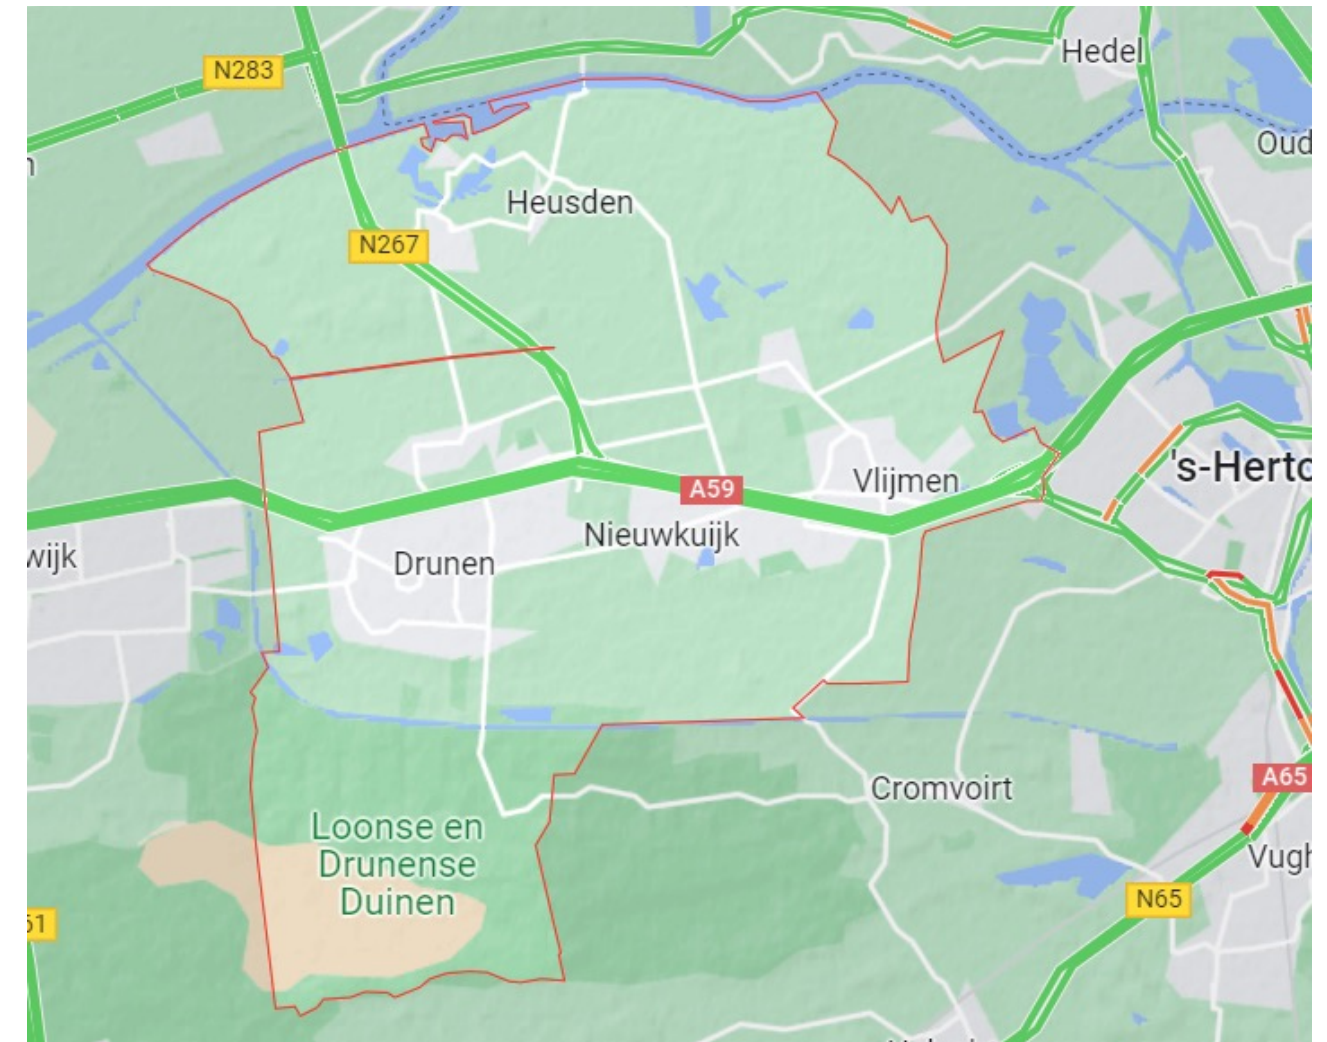 Hedel
N283
Oud
Heusden
N267
's-Herto
Vlijmen
A59
Nieuwkuijk
wijk
Drunen
A65
Cromvoirt
Loonse en
Drunense
Duinen
Vugh
N65
61